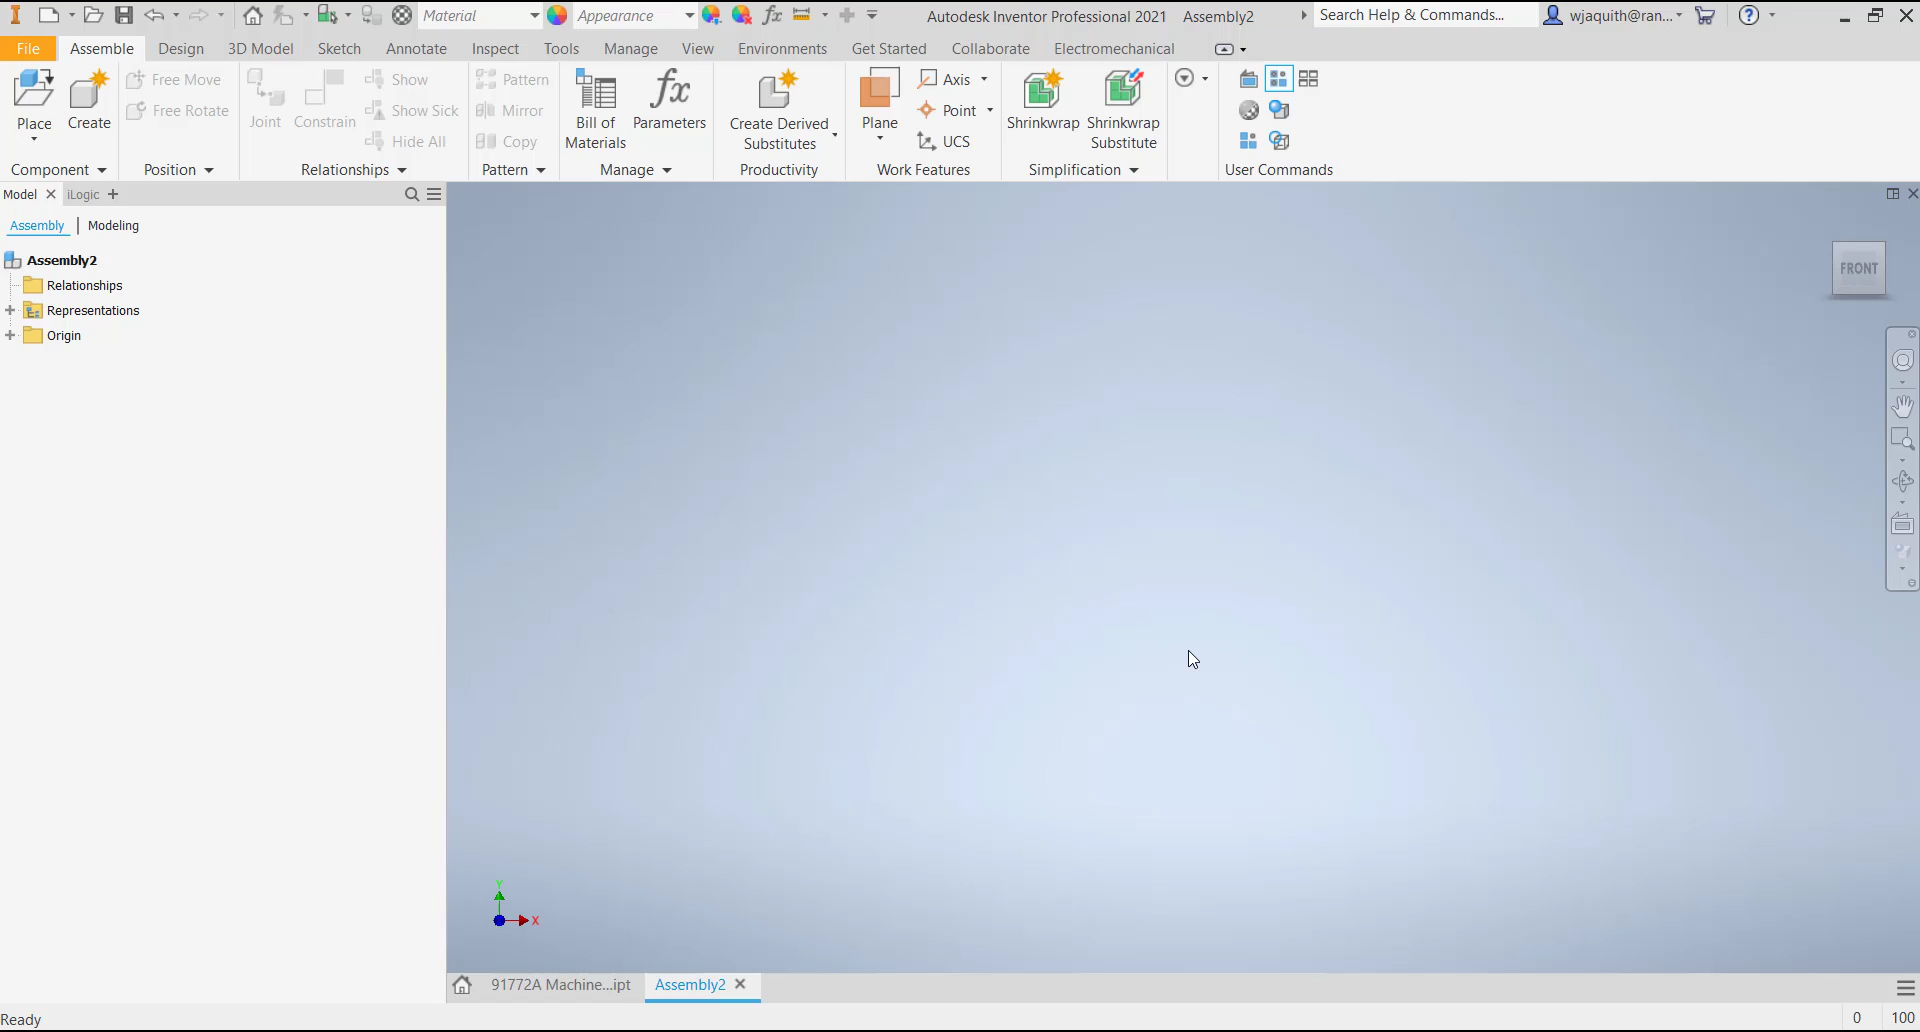 Material Appearance Autodesk Inventor Professional 2021 Assembly2 Search Help & Commands... wjaquith@ran...
File Assemble Design 3D Model Sketch Annotate Inspect Tools Manage View Environments Get Started Collaborate Electromechanical
Place
Create
Component
Free Move
Free Rotate
Position
Joint
Constrain
Show
Show Sick
Hide All
Relationships
Pattern
Mirror
Copy
Pattern
Bill of
Materials
fx
Parameters
Manage
Create Derived
Substitutes
Productivity
Plane
Axis
Point
UCS
Work Features
Shrinkwrap
Shrinkwrap
Substitute
Simplification
User Commands
Model iLogic
Assembly | Modeling
Assembly2
Relationships
Representations
Origin
FRONT
Y
X
91772A Machine...ipt Assembly2
Ready 0 100